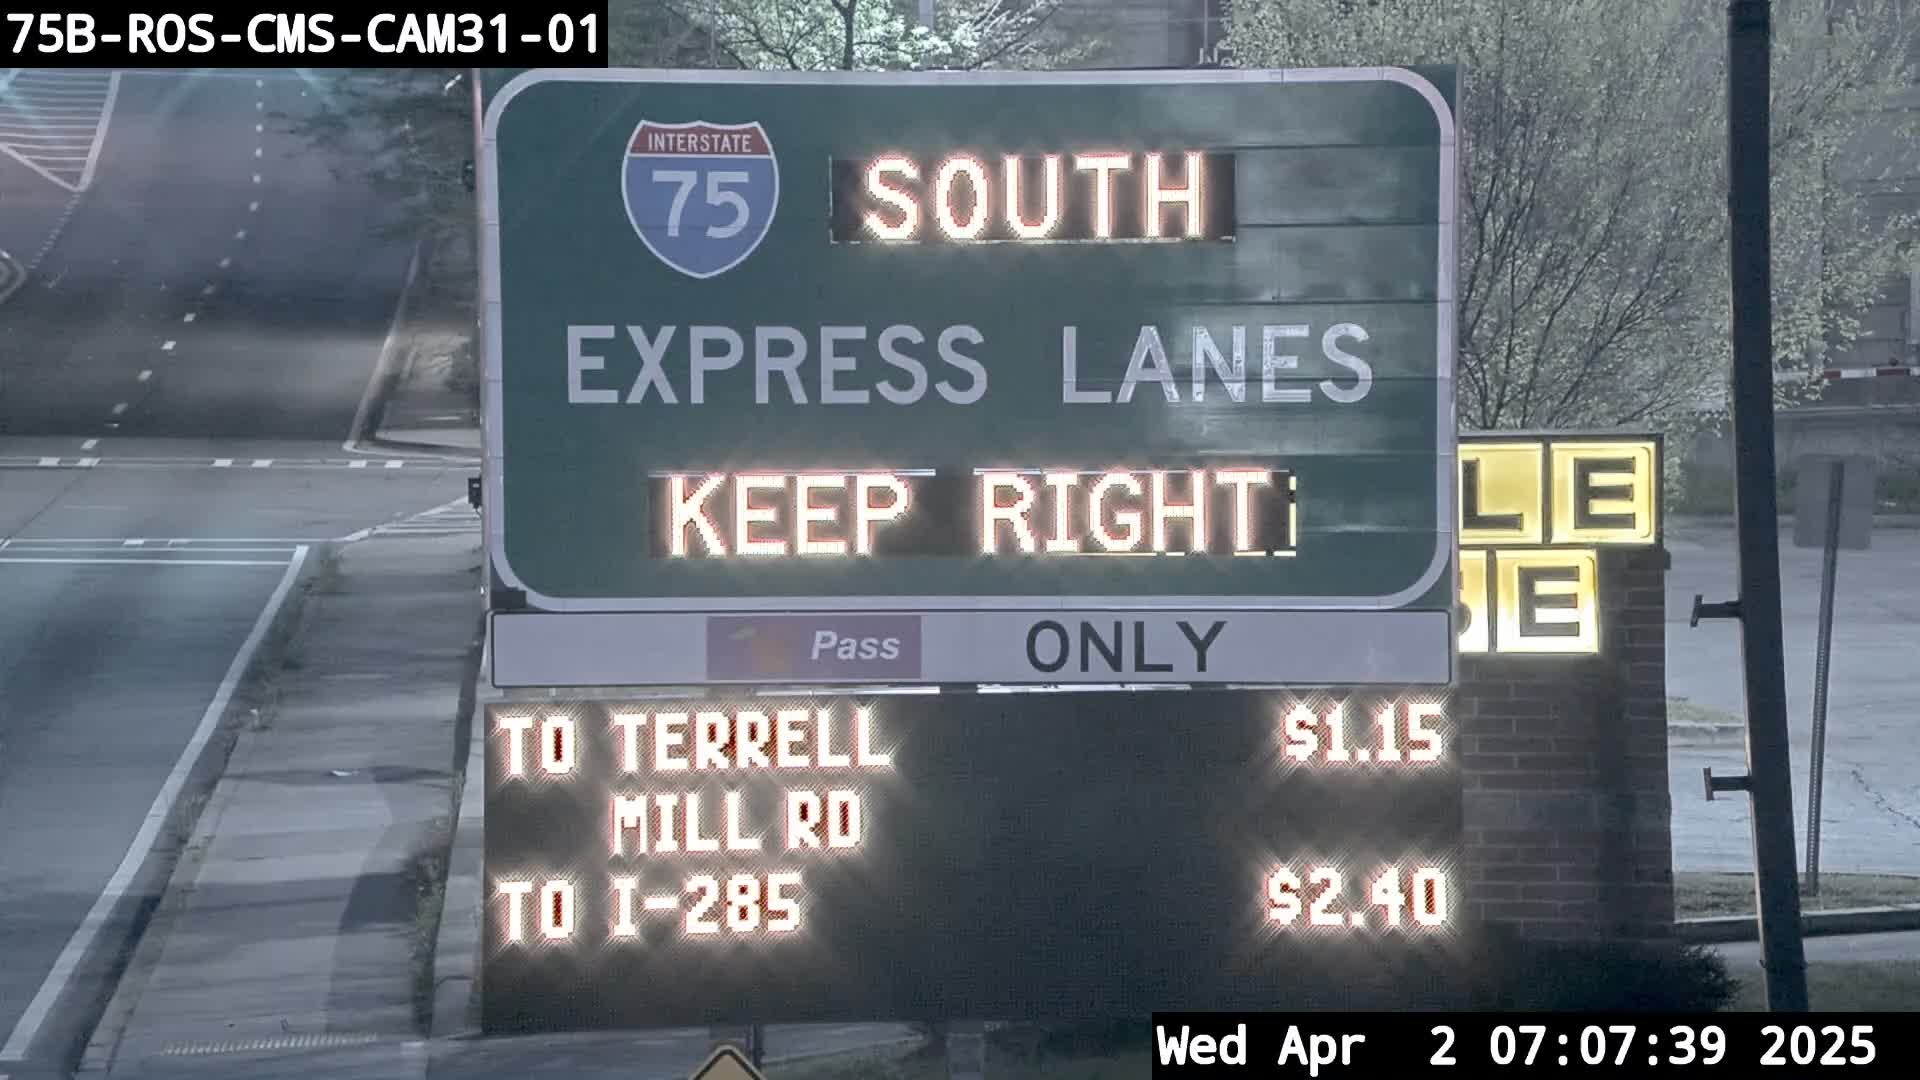 75B-ROS-CMS-CAM31-01
INTERSTATE
75
SOUTH
EXPRESS LANES
KEEP RIGHT
Pass ONLY
LE
E
TO TERRELL $1.15
MILL RD
TO I-285 $2.40
Wed Apr 2 07:07:39 2025